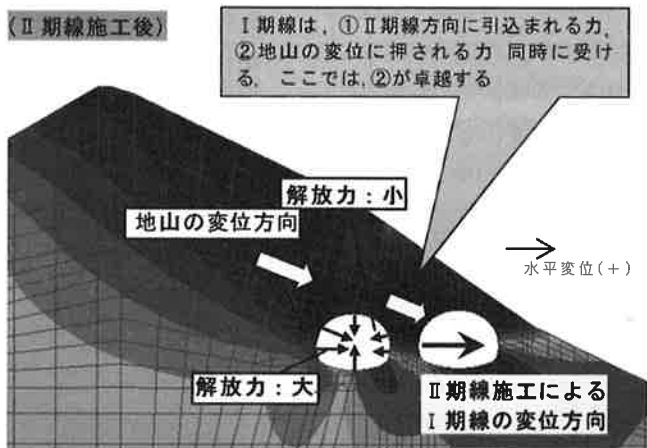 (Ⅱ期線施工後)
Ⅰ期線は，①Ⅱ期線方向に引込まれる力，
②地山の変位に押される力 同時に受け
る． ここでは，②が卓越する
解放力：小
地山の変位方向
水平変位(+)
解放力：大
Ⅱ期線施工による
Ⅰ期線の変位方向